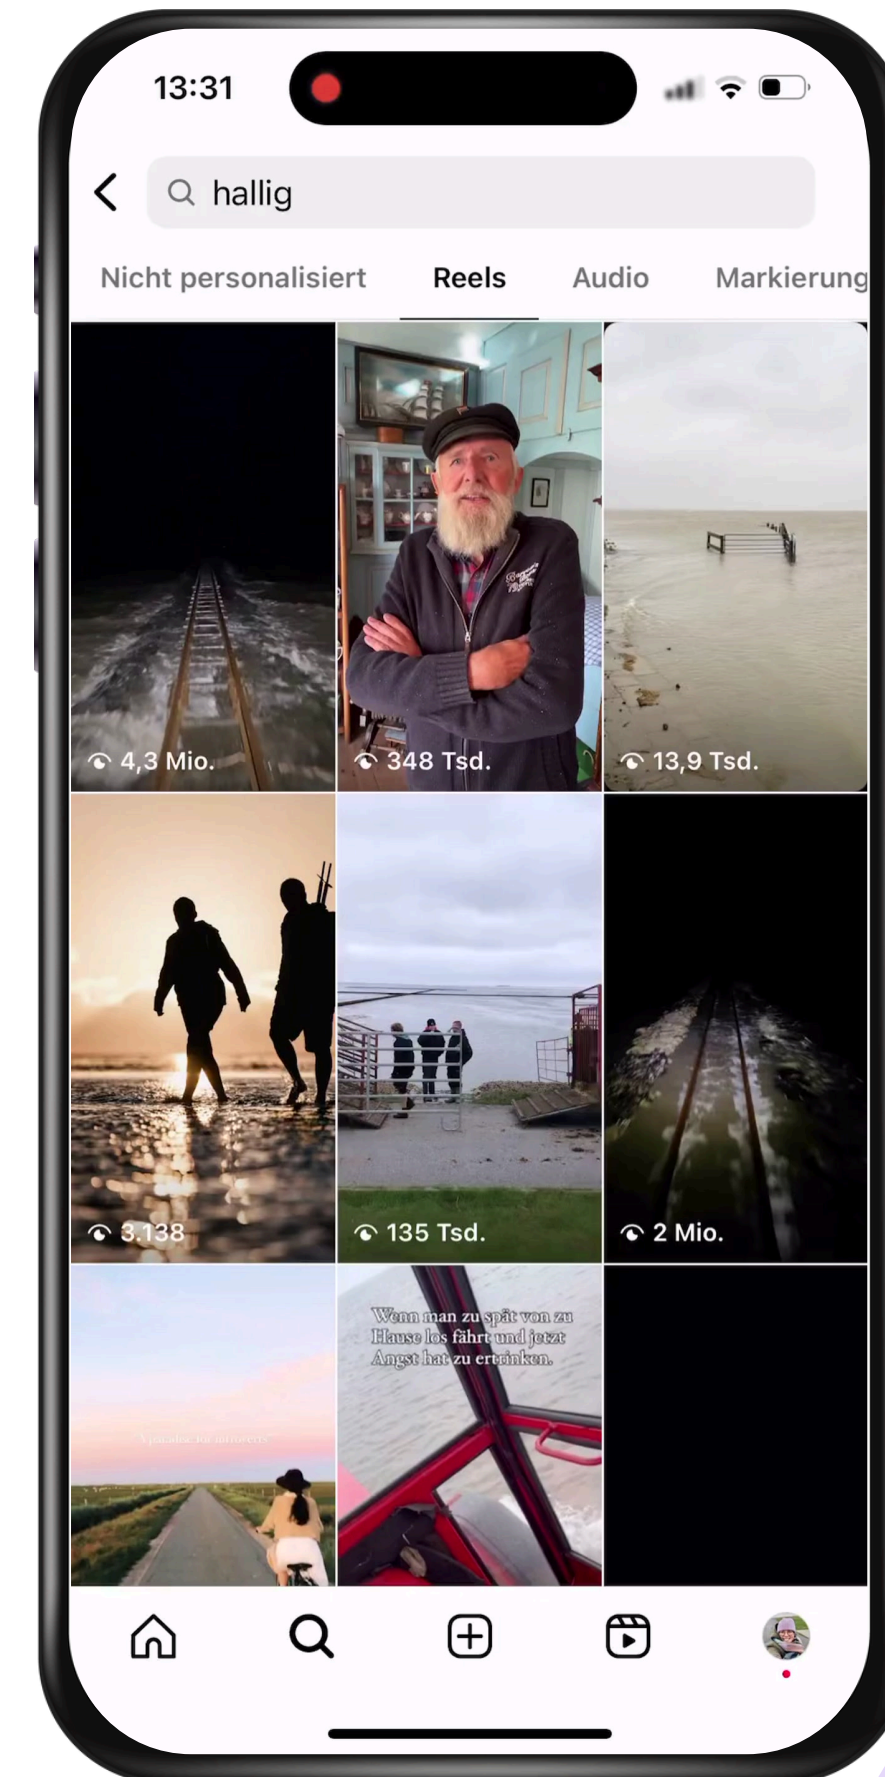 13:31
hallig
Nicht personalisiert Reels Audio Markierung
4,3 Mio. 348 Tsd. 13,9 Tsd.
3.138 135 Tsd. 2 Mio.
Wenn man zu spät von zu
Hause los fährt und jetzt
Angst hat zu ertrinken.